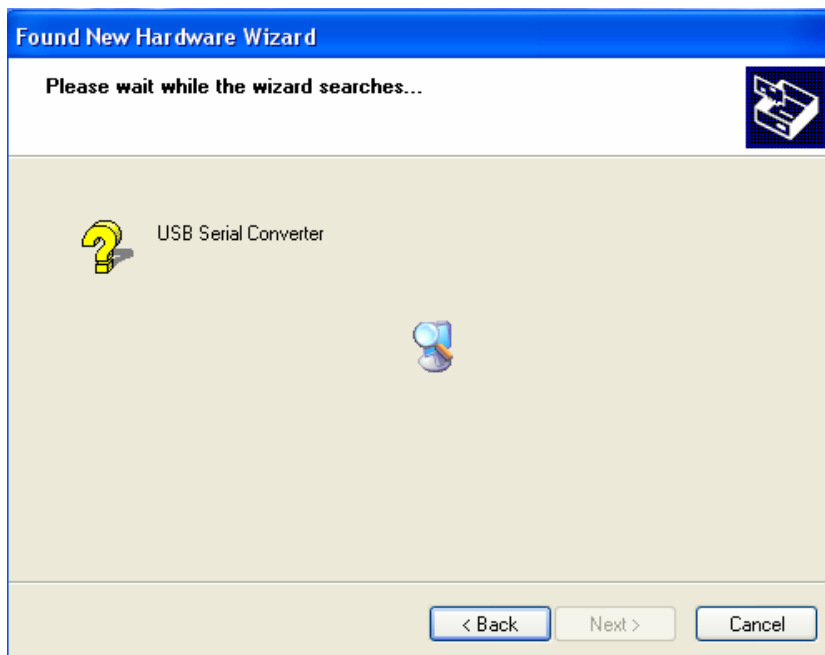 Found New Hardware Wizard
Please wait while the wizard searches...
USB Serial Converter
< Back
Next >
Cancel